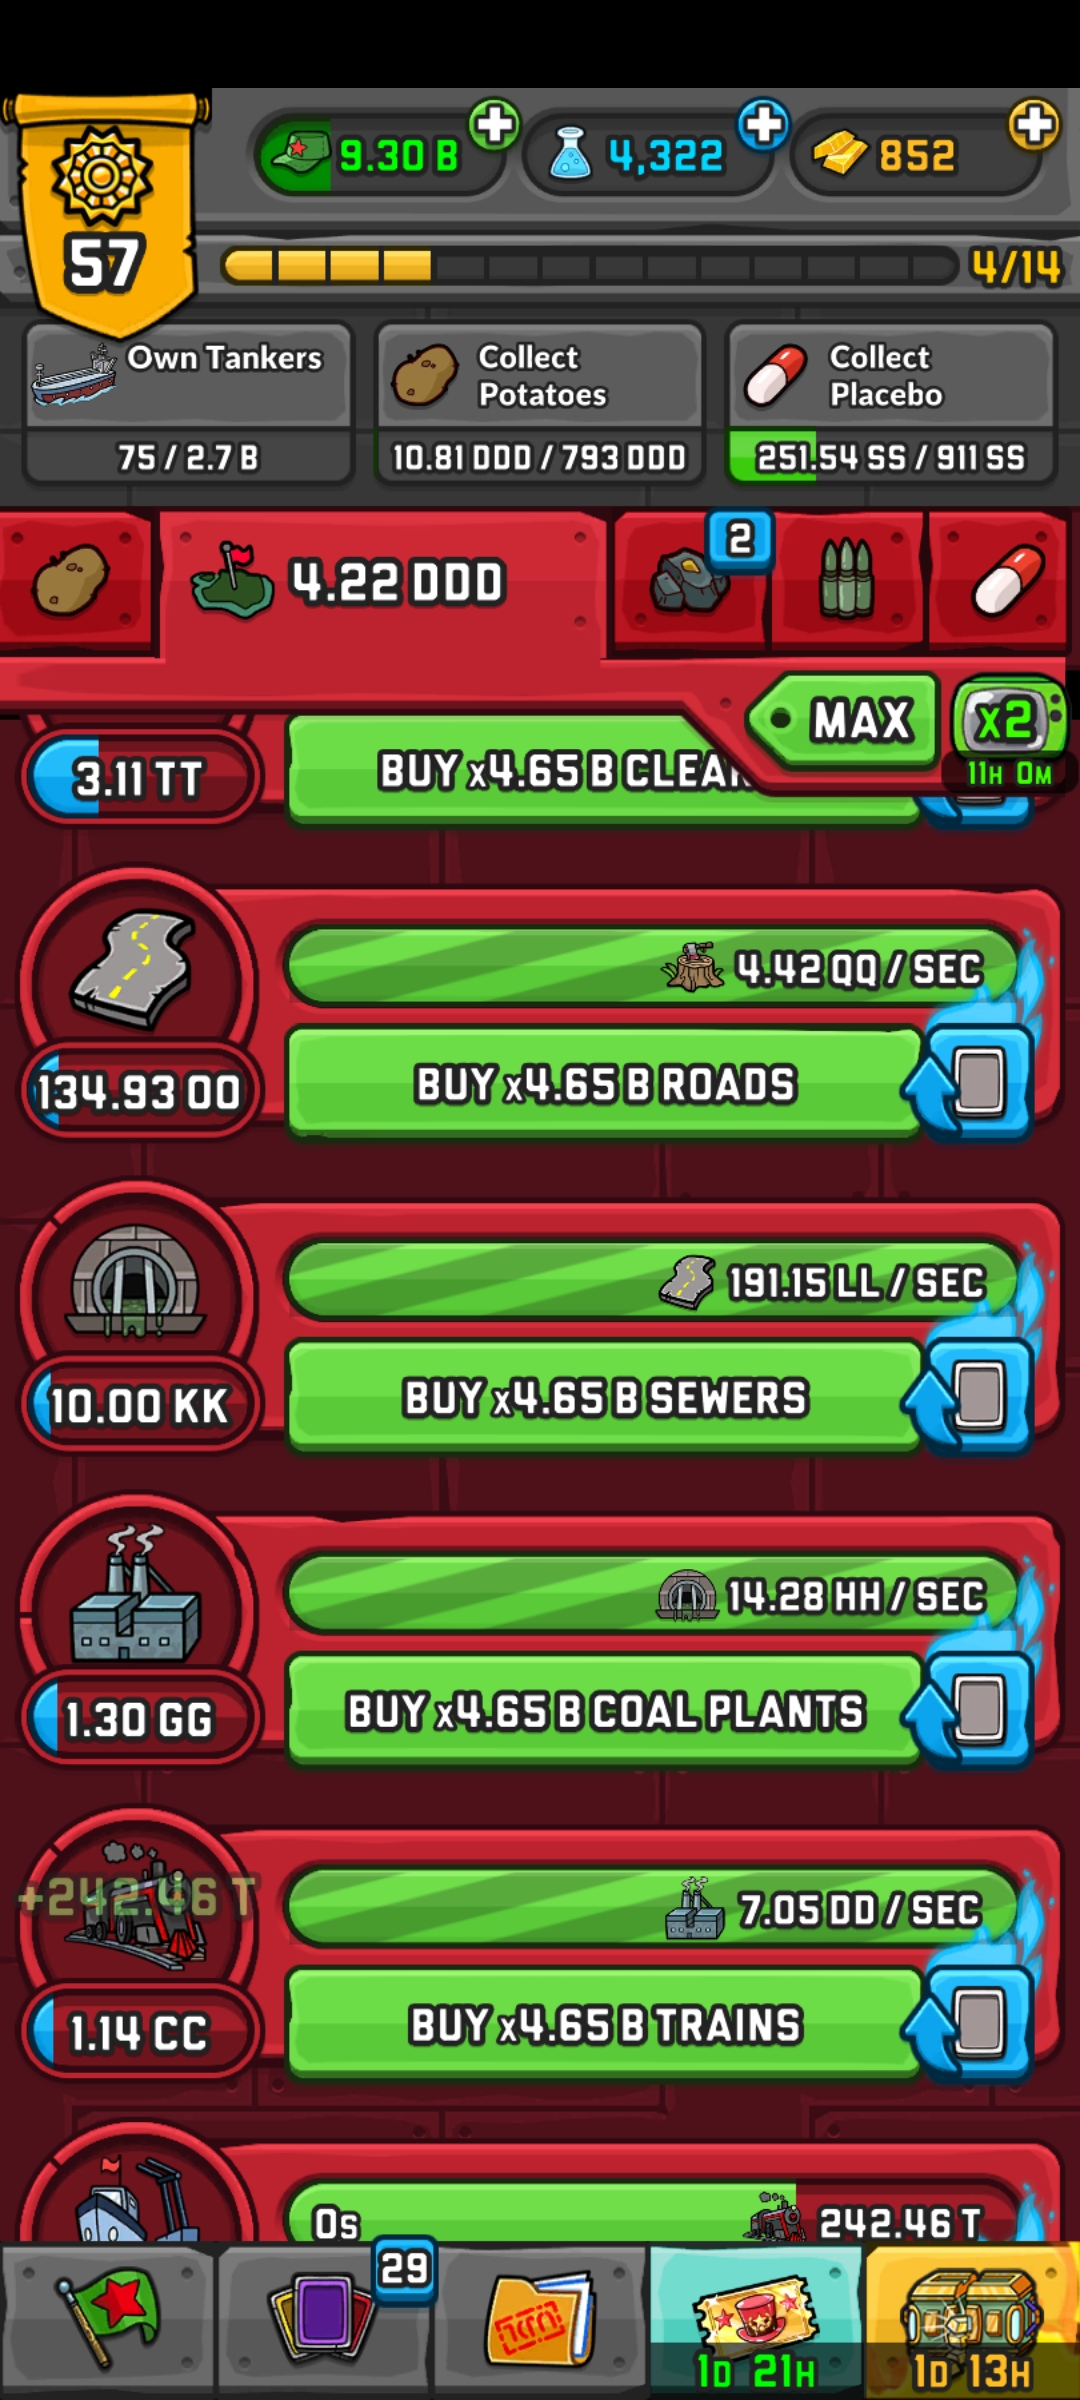 9.30 B
4,322
852
57
4/14
Own Tankers
75 / 2.7 B
Collect
Potatoes
10.81 DDD / 793 DDD
Collect
Placebo
251.54 SS / 911 SS
4.22 DDD
2
MAX
x2
11H 0M
3.11 TT
BUY x4.65 B
134.93 OO
4.42 QQ / SEC
BUY x4.65 B ROADS
191.15 LL / SEC
10.00 KK
BUY x4.65 B SEWERS
14.28 HH / SEC
1.30 GG
BUY x4.65 B COAL PLANTS
+242.46 T
7.05 DD / SEC
1.14 CC
BUY x4.65 B TRAINS
0s
242.46 T
29
1D 21H
1D 13H